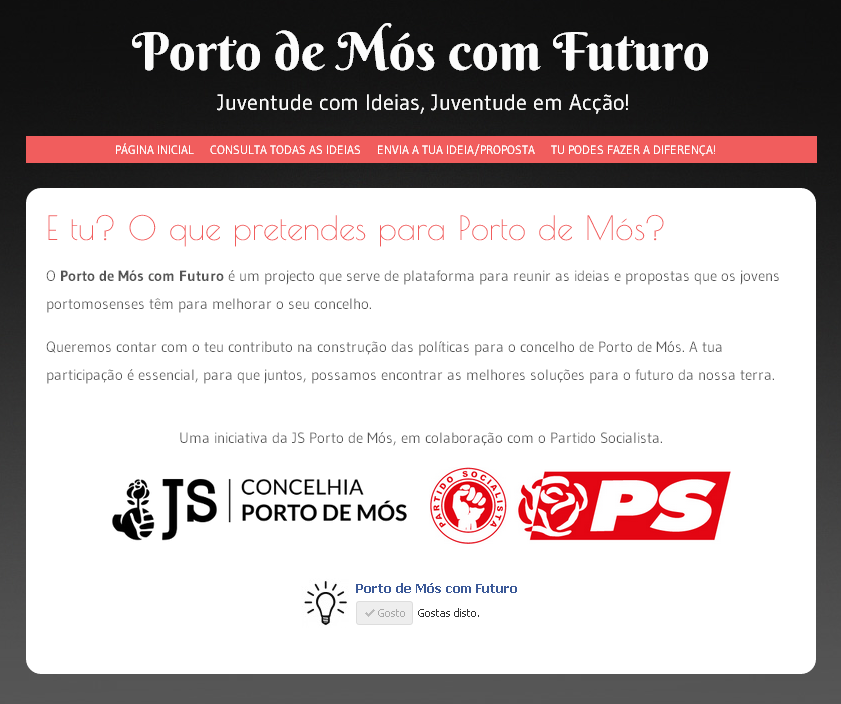 Porto de Mós com Futuro
Juventude com Ideias, Juventude em Acção!
PÁGINA INICIAL CONSULTA TODAS AS IDEIAS ENVIA A TUA IDEIA/PROPOSTA TU PODES FAZER A DIFERENÇA!
E tu? O que pretendes para Porto de Mós?
O Porto de Mós com Futuro é um projecto que serve de plataforma para reunir as ideias e propostas que os jovens
portomosenses têm para melhorar o seu concelho.
Queremos contar com o teu contributo na construção das políticas para o concelho de Porto de Mós. A tua
participação é essencial, para que juntos, possamos encontrar as melhores soluções para o futuro da nossa terra.
Uma iniciativa da JS Porto de Mós, em colaboração com o Partido Socialista.
JS CONCELHIA
PORTO DE MÓS
PARTIDO SOCIALISTA
PS
Porto de Mós com Futuro
Gosto Gostas disto.